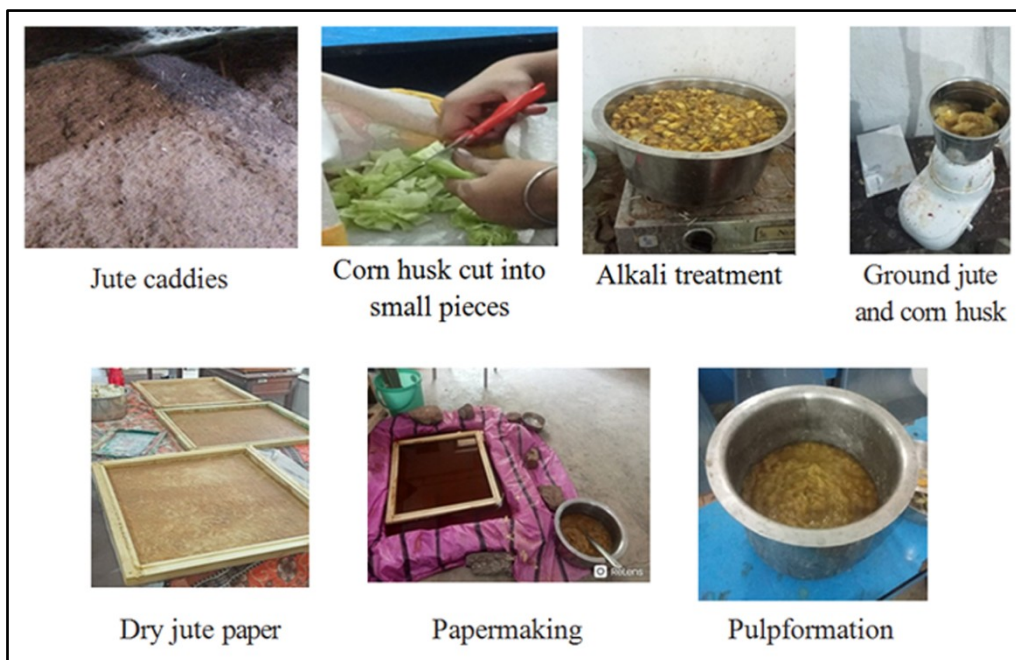 Jute caddies
Corn husk cut into
small pieces
Alkali treatment
Ground jute
and corn husk
Dry jute paper
Papermaking
Pulpformation
ReLens